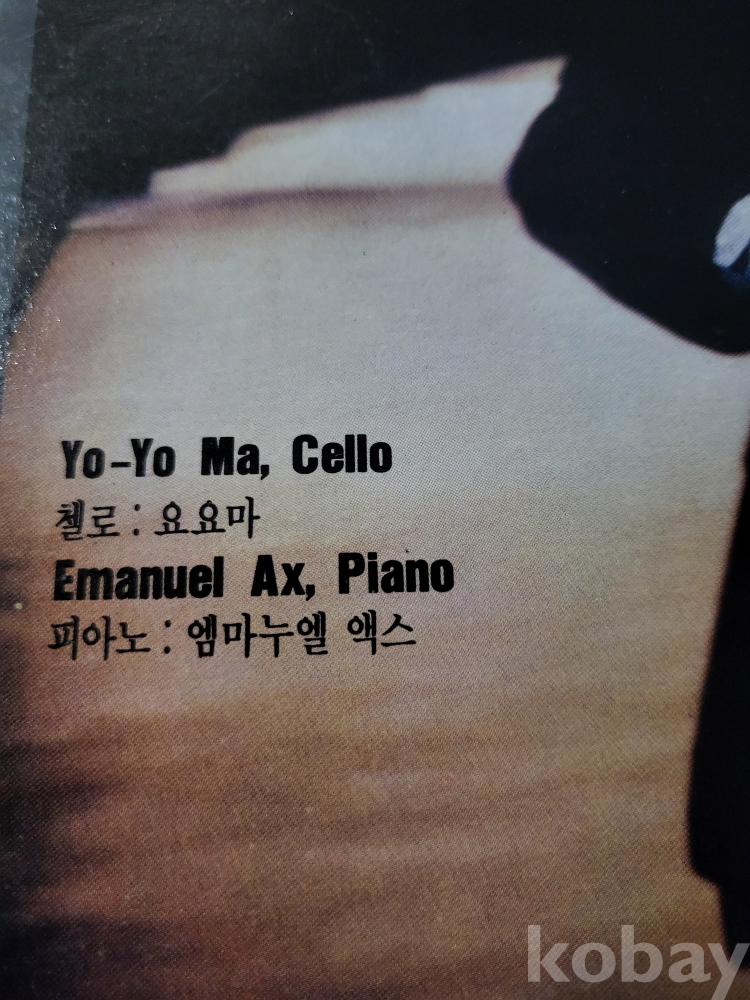 Yo-Yo Ma, Cello
첼로 : 요요마
Emanuel Ax, Piano
피아노 : 엠마누엘 액스
kobay